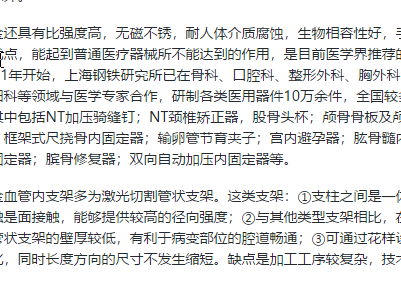 还具有比强度高，无磁不锈，耐人体介质腐蚀，生物相容性好，
点，能起到普通医疗器械所不能达到的作用，是目前医学界推荐的
1年开始，上海钢铁研究所已在骨科、口腔科、整形外科、胸外科
科等领域与医学专家合作，研制各类医用器件10万余件，全国较
中包括NT加压骑缝钉；NT颈椎矫正器，股骨头杯；颅骨骨板及
框架式尺挠骨内固定器；输卵管节育夹子；宫内避孕器；肱骨髓
定器；膑骨修复器；双向自动加压内固定器等。
血管内支架多为激光切割管状支架。这类支架：①支柱之间是一
是面接触，能够提供较高的径向强度；②与其他类型支架相比，
管状支架的壁厚较低，有利于病变部位的腔道畅通；③可通过花样
，同时长度方向的尺寸不发生缩短。缺点是加工工序较复杂，技